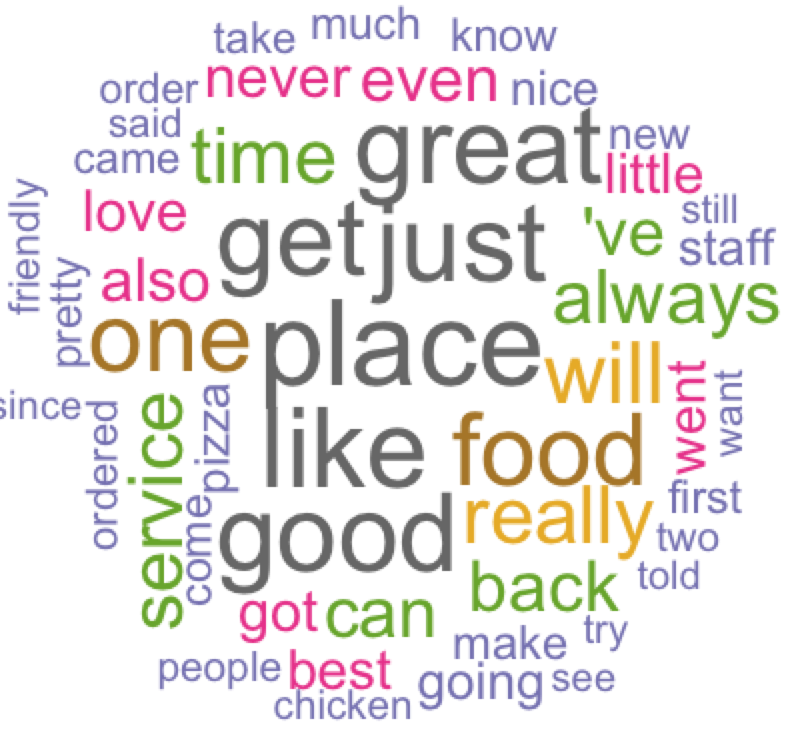 take much know
order never even nice
said time great new
came little
friendly love get just 've still
staff
pretty also always
one place will
since ordered service pizza like food went want
come good really first
two
got can back told
people best make try
chicken going see